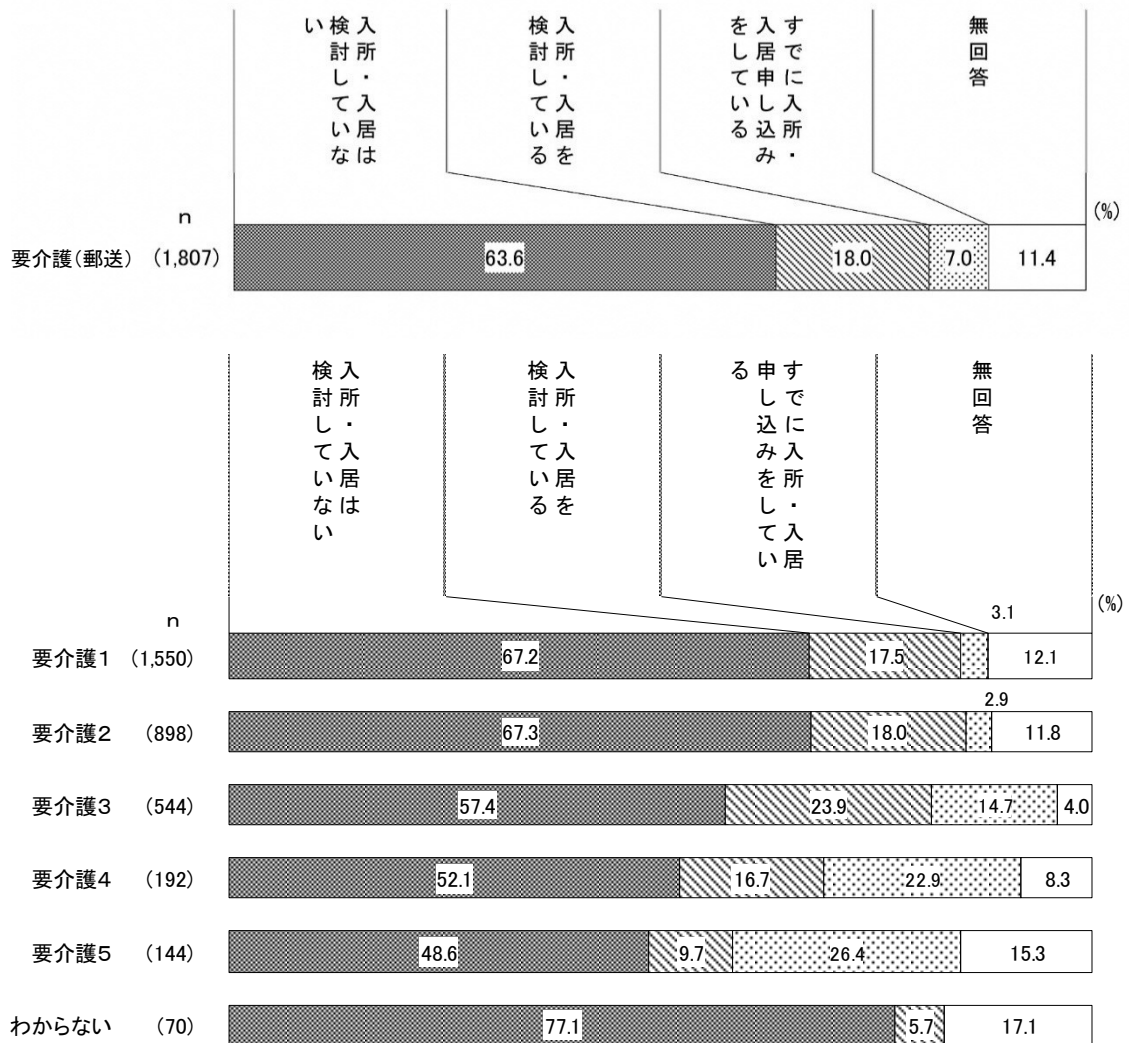 入所・入居は
検討していな
い
入所・入居を
検討している
すでに入所・
入居申し込み
をしている
無回答
(%)
n
要介護(郵送) (1,807) 63.6 18.0 7.0 11.4
入所・入居は
検討していない
入所・入居を
検討している
すでに入所・入居
申し込みをしてい
る
無回答
(%)
n
3.1
要介護1 (1,550) 67.2 17.5 12.1
2.9
要介護2 (898) 67.3 18.0 11.8
要介護3 (544) 57.4 23.9 14.7 4.0
要介護4 (192) 52.1 16.7 22.9 8.3
要介護5 (144) 48.6 9.7 26.4 15.3
わからない (70) 77.1 5.7 17.1